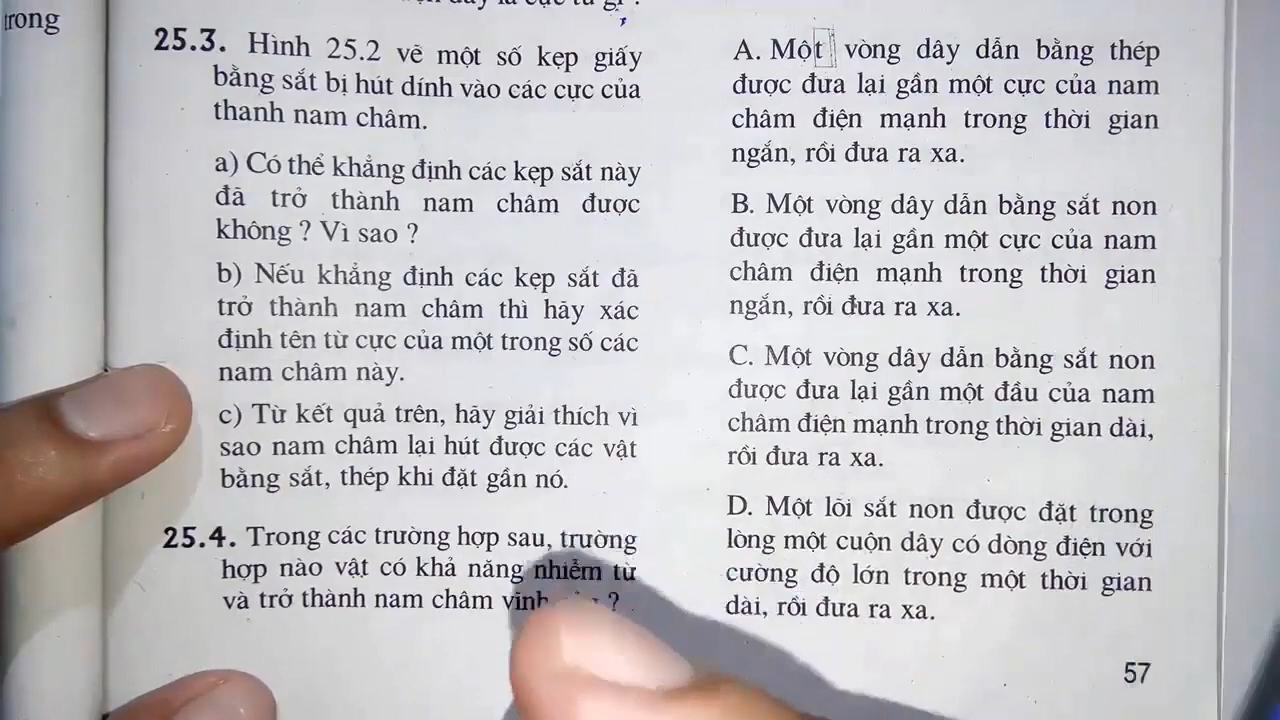 trong
25.3. Hình 25.2 vẽ một số kẹp giấy
bằng sắt bị hút dính vào các cực của
thanh nam châm.
a) Có thể khẳng định các kẹp sắt này
đã trở thành nam châm được
không ? Vì sao ?
b) Nếu khẳng định các kẹp sắt đã
trở thành nam châm thì hãy xác
định tên từ cực của một trong số các
nam châm này.
c) Từ kết quả trên, hãy giải thích vì
sao nam châm lại hút được các vật
bằng sắt, thép khi đặt gần nó.
25.4. Trong các trường hợp sau, trường
hợp nào vật có khả năng nhiễm từ
và trở thành nam châm ?
A. Một vòng dây dẫn bằng thép
được đưa lại gần một cực của nam
châm điện mạnh trong thời gian
ngắn, rồi đưa ra xa.
B. Một vòng dây dẫn bằng sắt non
được đưa lại gần một cực của nam
châm điện mạnh trong thời gian
ngắn, rồi đưa ra xa.
C. Một vòng dây dẫn bằng sắt non
được đưa lại gần một đầu của nam
châm điện mạnh trong thời gian dài,
rồi đưa ra xa.
D. Một lõi sắt non được đặt trong
lòng một cuộn dây có dòng điện với
cường độ lớn trong một thời gian
dài, rồi đưa ra xa.
57